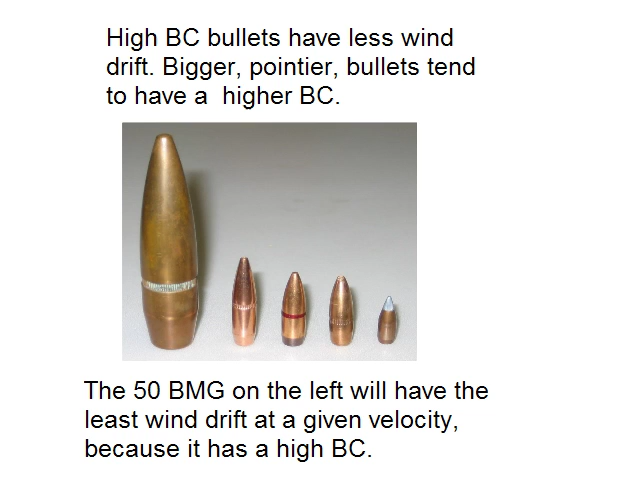 High BC bullets have less wind
drift. Bigger, pointier, bullets tend
to have a  higher BC.
The 50 BMG on the left will have the
least wind drift at a given velocity,
because it has a high BC.